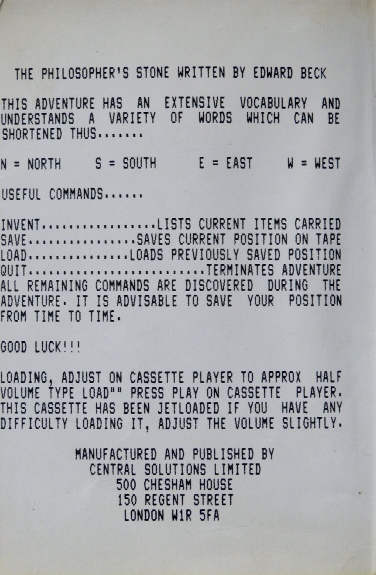 THE PHILOSOPHER'S STONE WRITTEN BY EDWARD BECK
THIS ADVENTURE HAS AN EXTENSIVE VOCABULARY AND
UNDERSTANDS A VARIETY OF WORDS WHICH CAN BE
SHORTENED THUS.......
N = NORTH S = SOUTH E = EAST W = WEST
USEFUL COMMANDS......
INVENT.................LISTS CURRENT ITEMS CARRIED
SAVE................SAVES CURRENT POSITION ON TAPE
LOAD...............LOADS PREVIOUSLY SAVED POSITION
QUIT..........................TERMINATES ADVENTURE
ALL REMAINING COMMANDS ARE DISCOVERED DURING THE
ADVENTURE. IT IS ADVISABLE TO SAVE YOUR POSITION
FROM TIME TO TIME.
GOOD LUCK!!!
LOADING, ADJUST ON CASSETTE PLAYER TO APPROX HALF
VOLUME TYPE LOAD"" PRESS PLAY ON CASSETTE PLAYER.
THIS CASSETTE HAS BEEN JETLOADED IF YOU HAVE ANY
DIFFICULTY LOADING IT, ADJUST THE VOLUME SLIGHTLY.
MANUFACTURED AND PUBLISHED BY
CENTRAL SOLUTIONS LIMITED
500 CHESHAM HOUSE
150 REGENT STREET
LONDON W1R 5FA